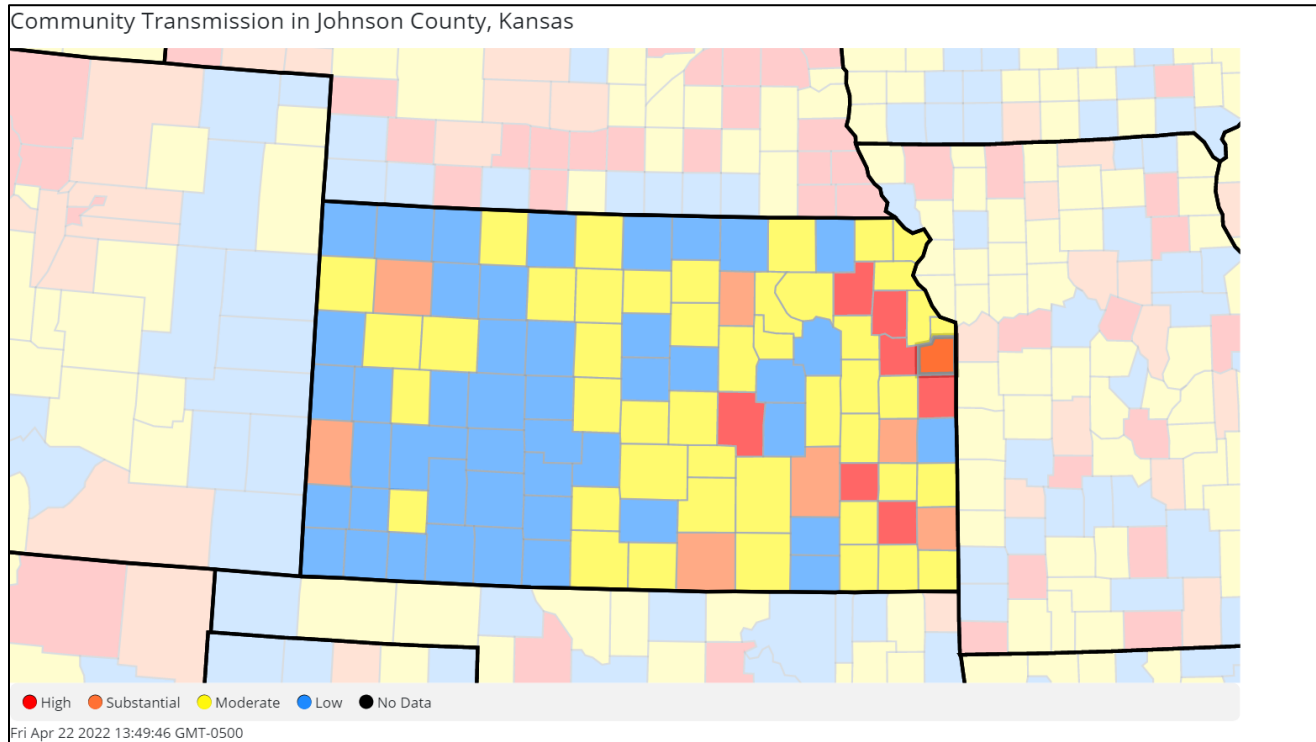 Community Transmission in Johnson County, Kansas
High Substantial Moderate Low No Data
Fri Apr 22 2022 13:49:46 GMT-0500